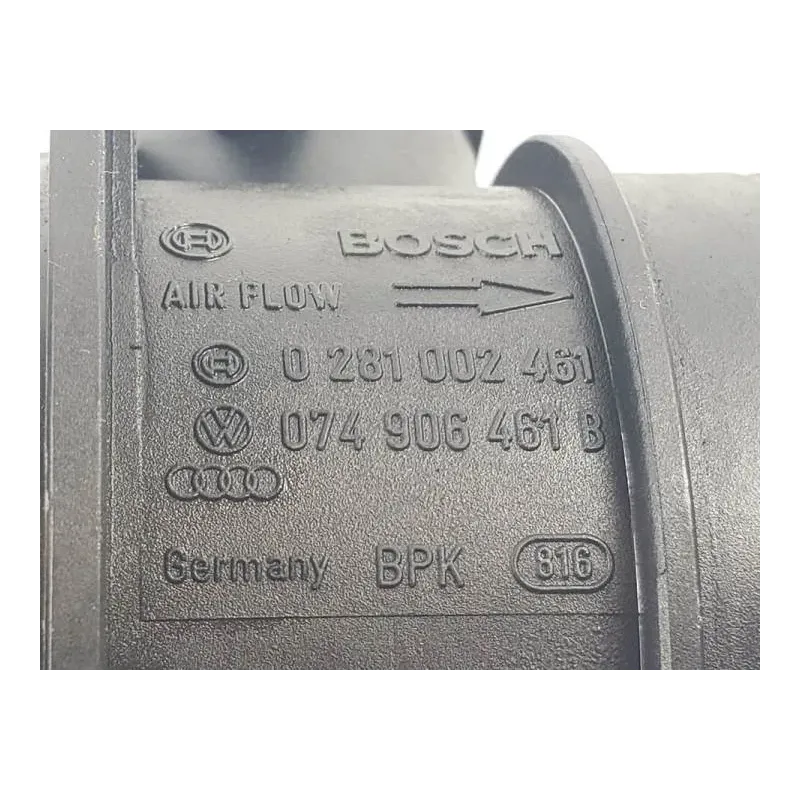 BOSCH
AIR FLOW
0 281 002 461
074 906 461 B
Germany BPK 816